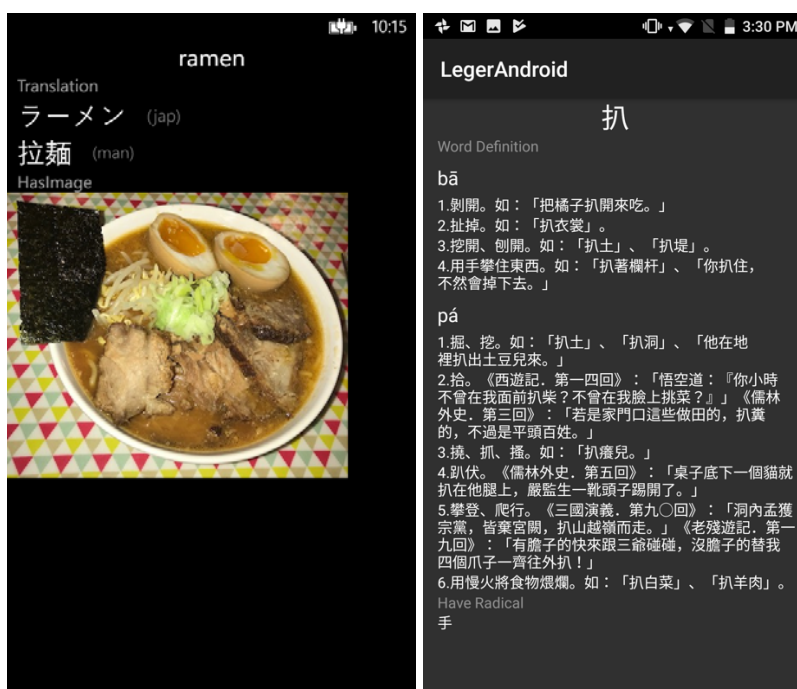 10:15
ramen
Translation
ラーメン (jap)
拉麺 (man)
HasImage
3:30 PM
LegerAndroid
扒
Word Definition
bā
1.剝開。如：「把橘子扒開來吃。」
2.扯掉。如：「扒衣裳」。
3.挖開、刨開。如：「扒土」、「扒堤」。
4.用手攀住東西。如：「扒著欄杆」、「你扒住，
不然會掉下去。」
pá
1.掘、挖。如：「扒土」、「扒洞」、「他在地
裡扒出土豆兒來。」
2.拾。《西遊記．第一四回》：「悟空道：『你小時
不曾在我面前扒柴？不曾在我臉上挑菜？』」《儒林
外史．第三回》：「若是家門口這些做田的，扒糞
的，不過是平頭百姓。」
3.撓、抓、搔。如：「扒癢兒。」
4.趴伏。《儒林外史．第五回》：「桌子底下一個貓就
扒在他腿上，嚴監生一靴頭子踢開了。」
5.攀登、爬行。《三國演義．第九○回》：「洞內孟獲
宗黨，皆棄宮闕，扒山越嶺而走。」《老殘遊記．第一
九回》：「有膽子的快來跟三爺碰碰，沒膽子的替我
四個爪子一齊往外扒！」
6.用慢火將食物煨爛。如：「扒白菜」、「扒羊肉」。
Have Radical
手